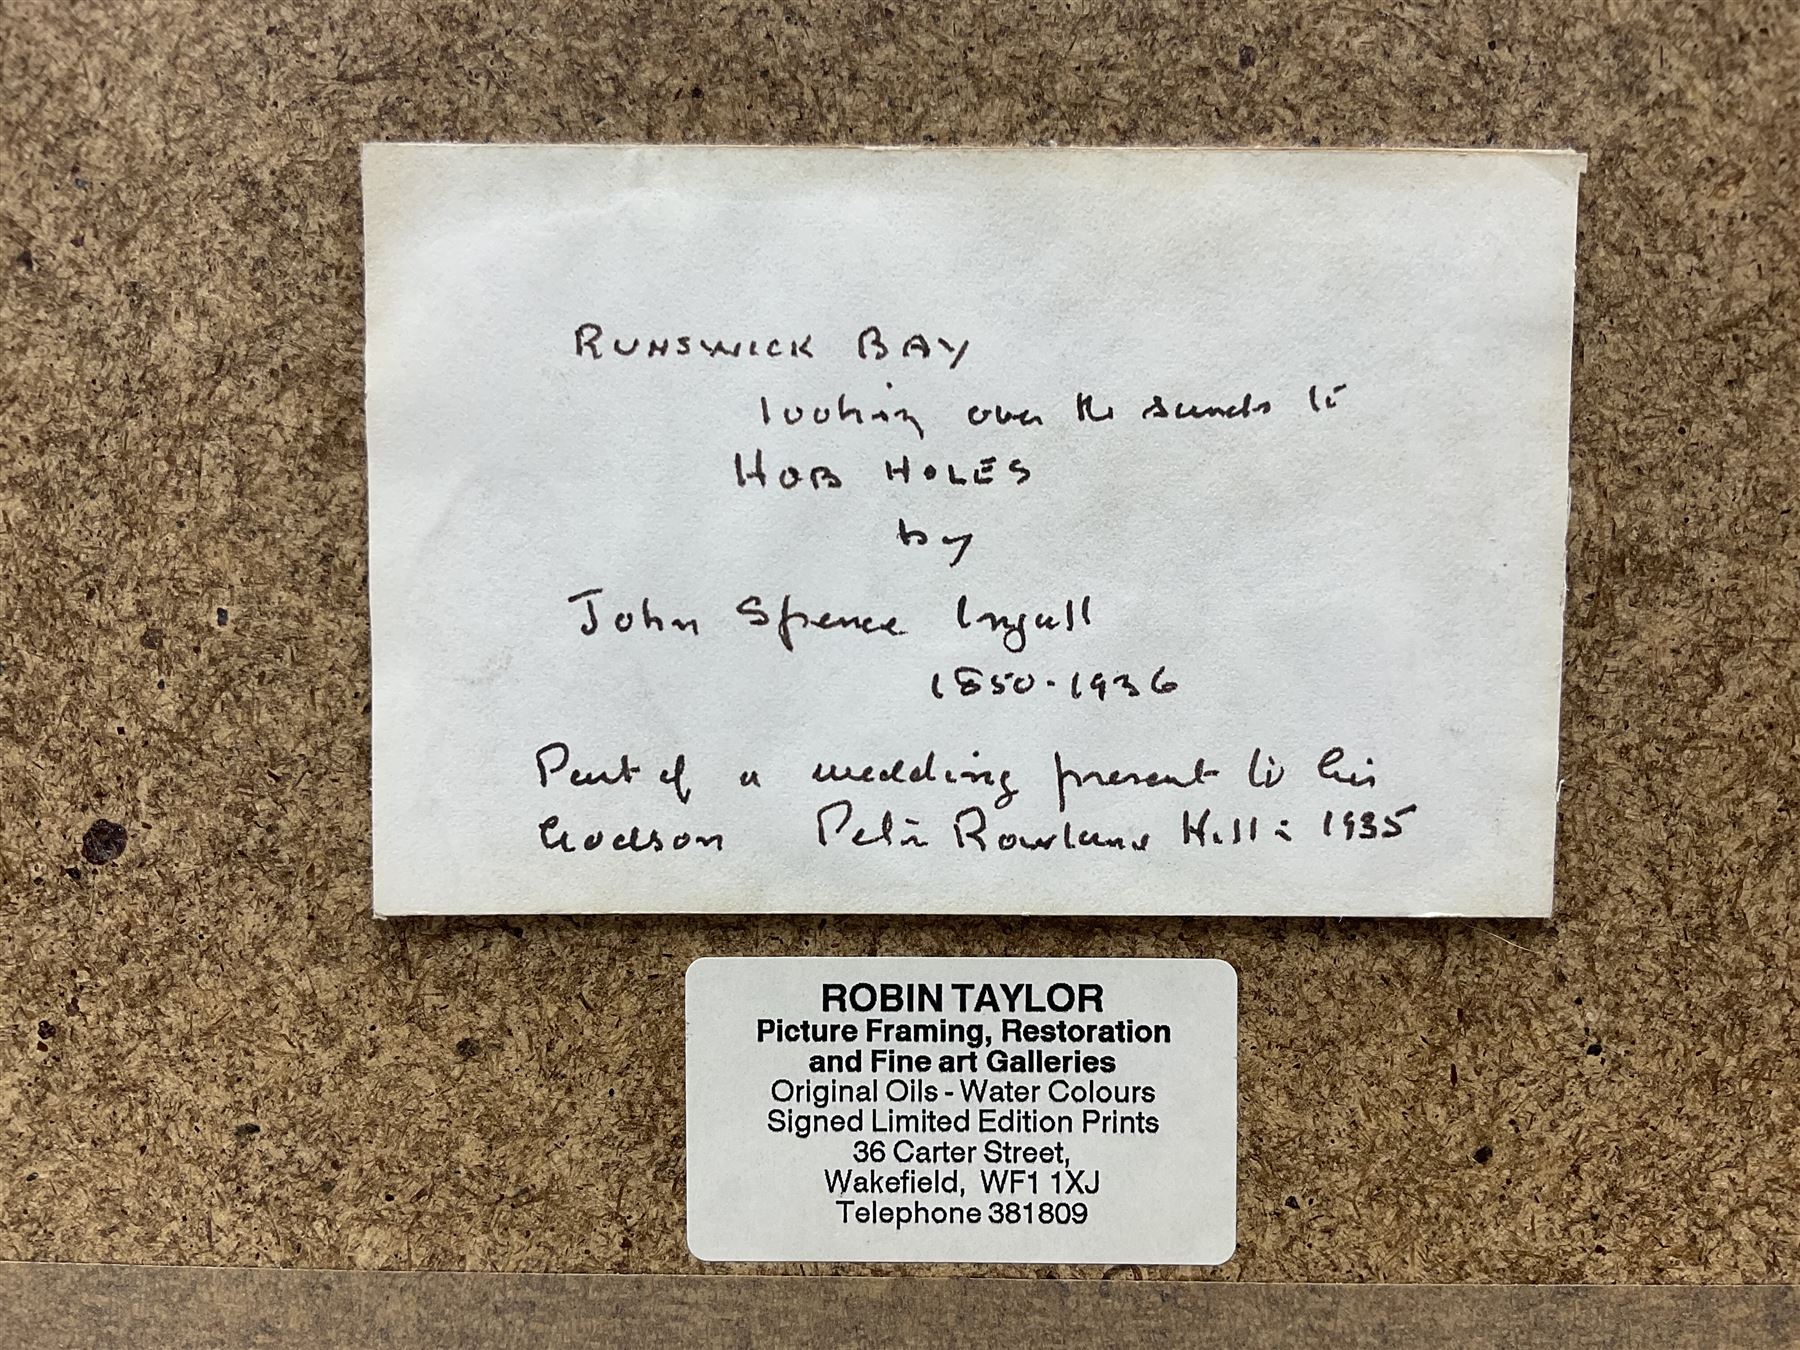 RUNSWICK BAY
looking over the sands to
HOB HOLES
by
John Spence Ingall
1850-1936
Part of a wedding present to his
Godson Peter Rowland Hill: 1935
ROBIN TAYLOR
Picture Framing, Restoration
and Fine art Galleries
Original Oils - Water Colours
Signed Limited Edition Prints
36 Carter Street,
Wakefield, WF1 1XJ
Telephone 381809